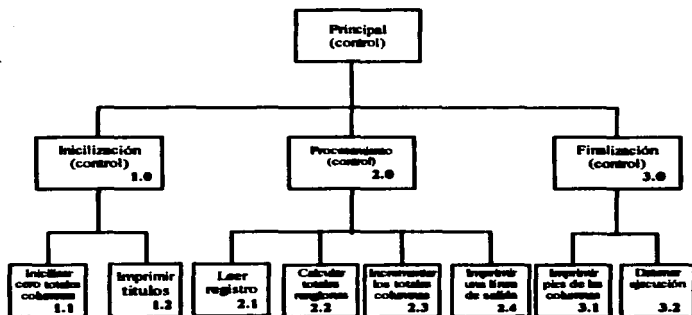 Principal
(control)
Inicilización
(control)
1.0
Procesamiento
(control)
2.0
Finalización
(control)
3.0
Inicilizar
cero totales
columnas
1.1
Imprimir
títulos
1.2
Leer
registro
2.1
Calcular
totales
renglones
2.2
Incrementar
los totales
columnas
2.3
Imprimir
una línea
de salida
2.4
Imprimir
pies de las
columnas
3.1
Detener
ejecución
3.2